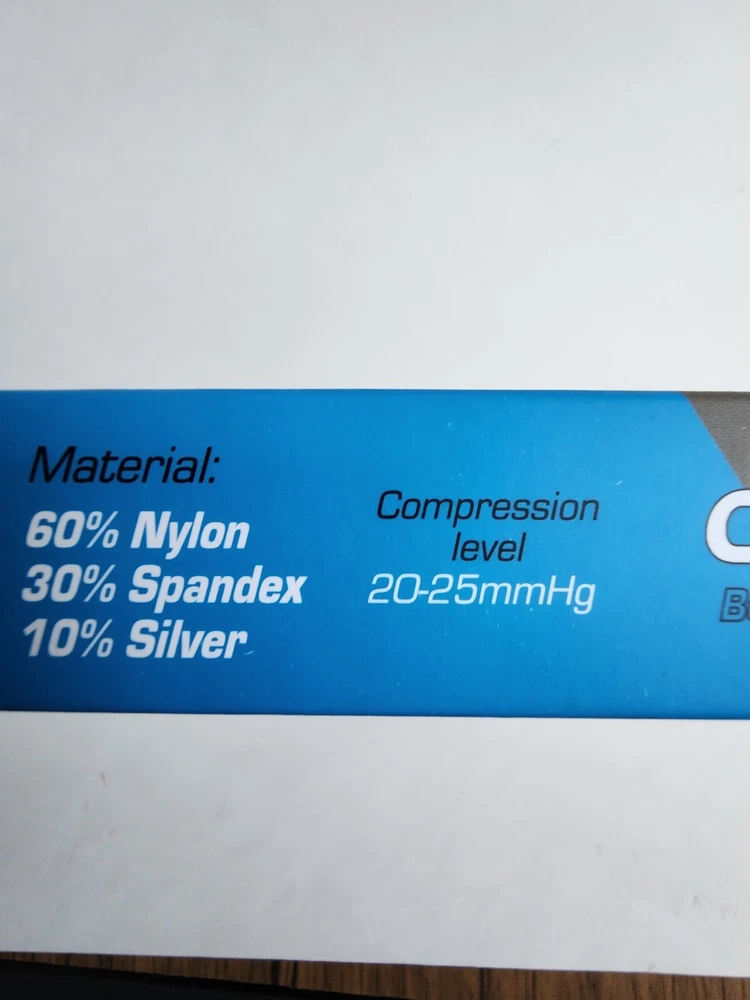 Material:
60% Nylon
30% Spandex
10% Silver
Compression
level
20-25mmHg